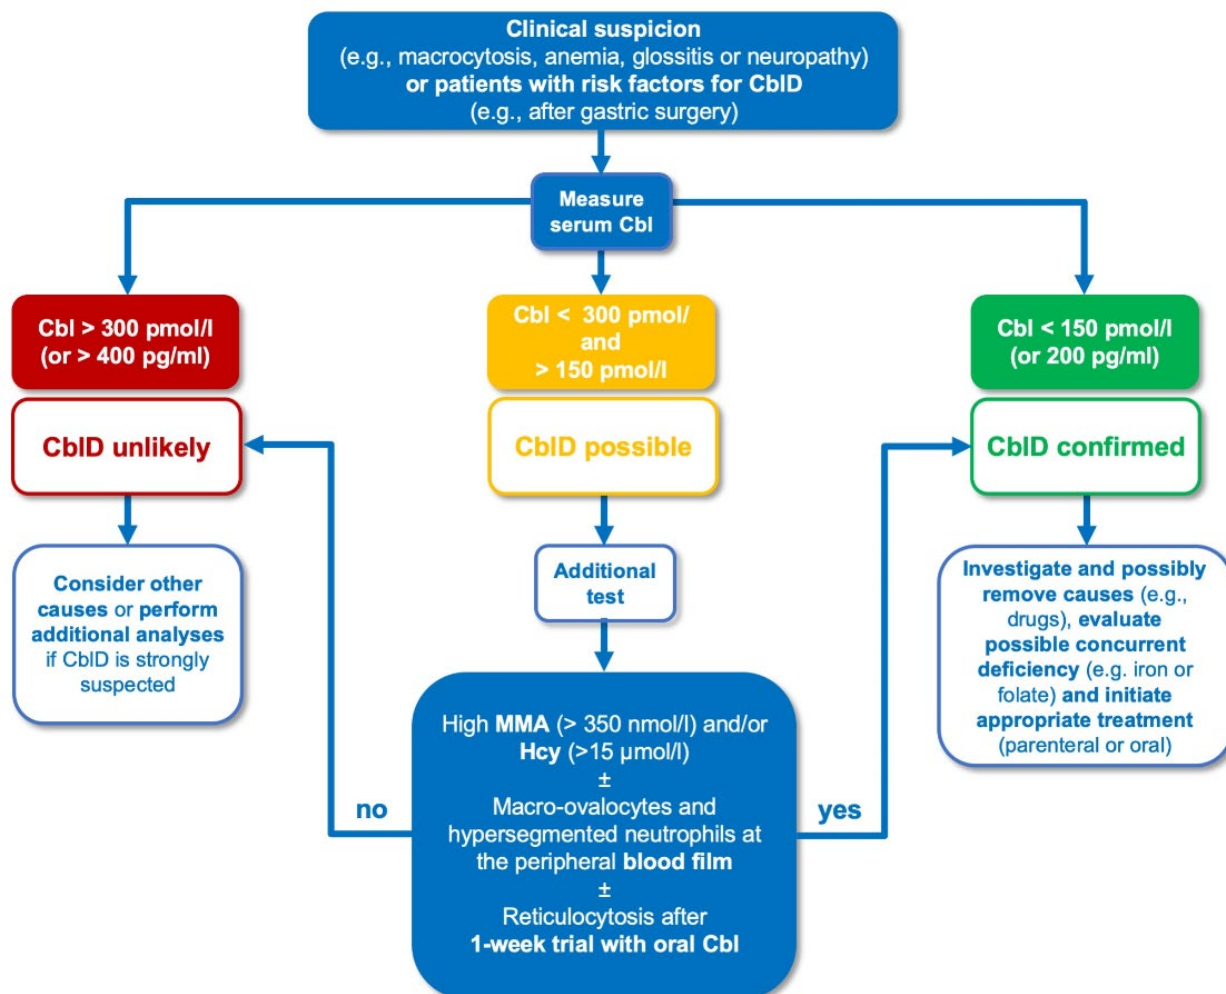 Clinical suspicion
(e.g., macrocytosis, anemia, glossitis or neuropathy)
or patients with risk factors for CblD
(e.g., after gastric surgery)
Measure
serum Cbl
Cbl > 300 pmol/l
(or > 400 pg/ml)
Cbl < 300 pmol/
and
> 150 pmol/l
Cbl < 150 pmol/l
(or 200 pg/ml)
CblD unlikely
CblD possible
CblD confirmed
Consider other
causes or perform
additional analyses
if CblD is strongly
suspected
Additional
test
Investigate and possibly
remove causes (e.g.,
drugs), evaluate
possible concurrent
deficiency (e.g. iron or
folate) and initiate
appropriate treatment
(parenteral or oral)
no
High MMA (> 350 nmol/l) and/or
Hcy (>15 µmol/l)
±
Macro-ovalocytes and
hypersegmented neutrophils at
the peripheral blood film
±
Reticulocytosis after
1-week trial with oral Cbl
yes